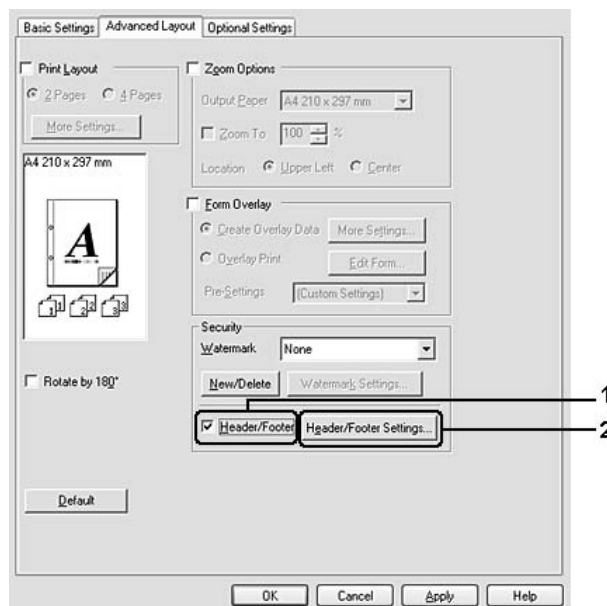 Basic Settings Advanced Layout Optional Settings
Print Layout
2 Pages 4 Pages
More Settings...
A4 210 x 297 mm
A
1 2 3
Rotate by 180°
Default
Zoom Options
Output Paper A4 210 x 297 mm
Zoom To 100 %
Location Upper Left Center
Form Overlay
Create Overlay Data More Settings...
Overlay Print Edit Form...
Pre-Settings (Custom Settings)
Security
Watermark None
New/Delete Watermark Settings...
Header/Footer Header/Footer Settings...
1
2
OK Cancel Apply Help